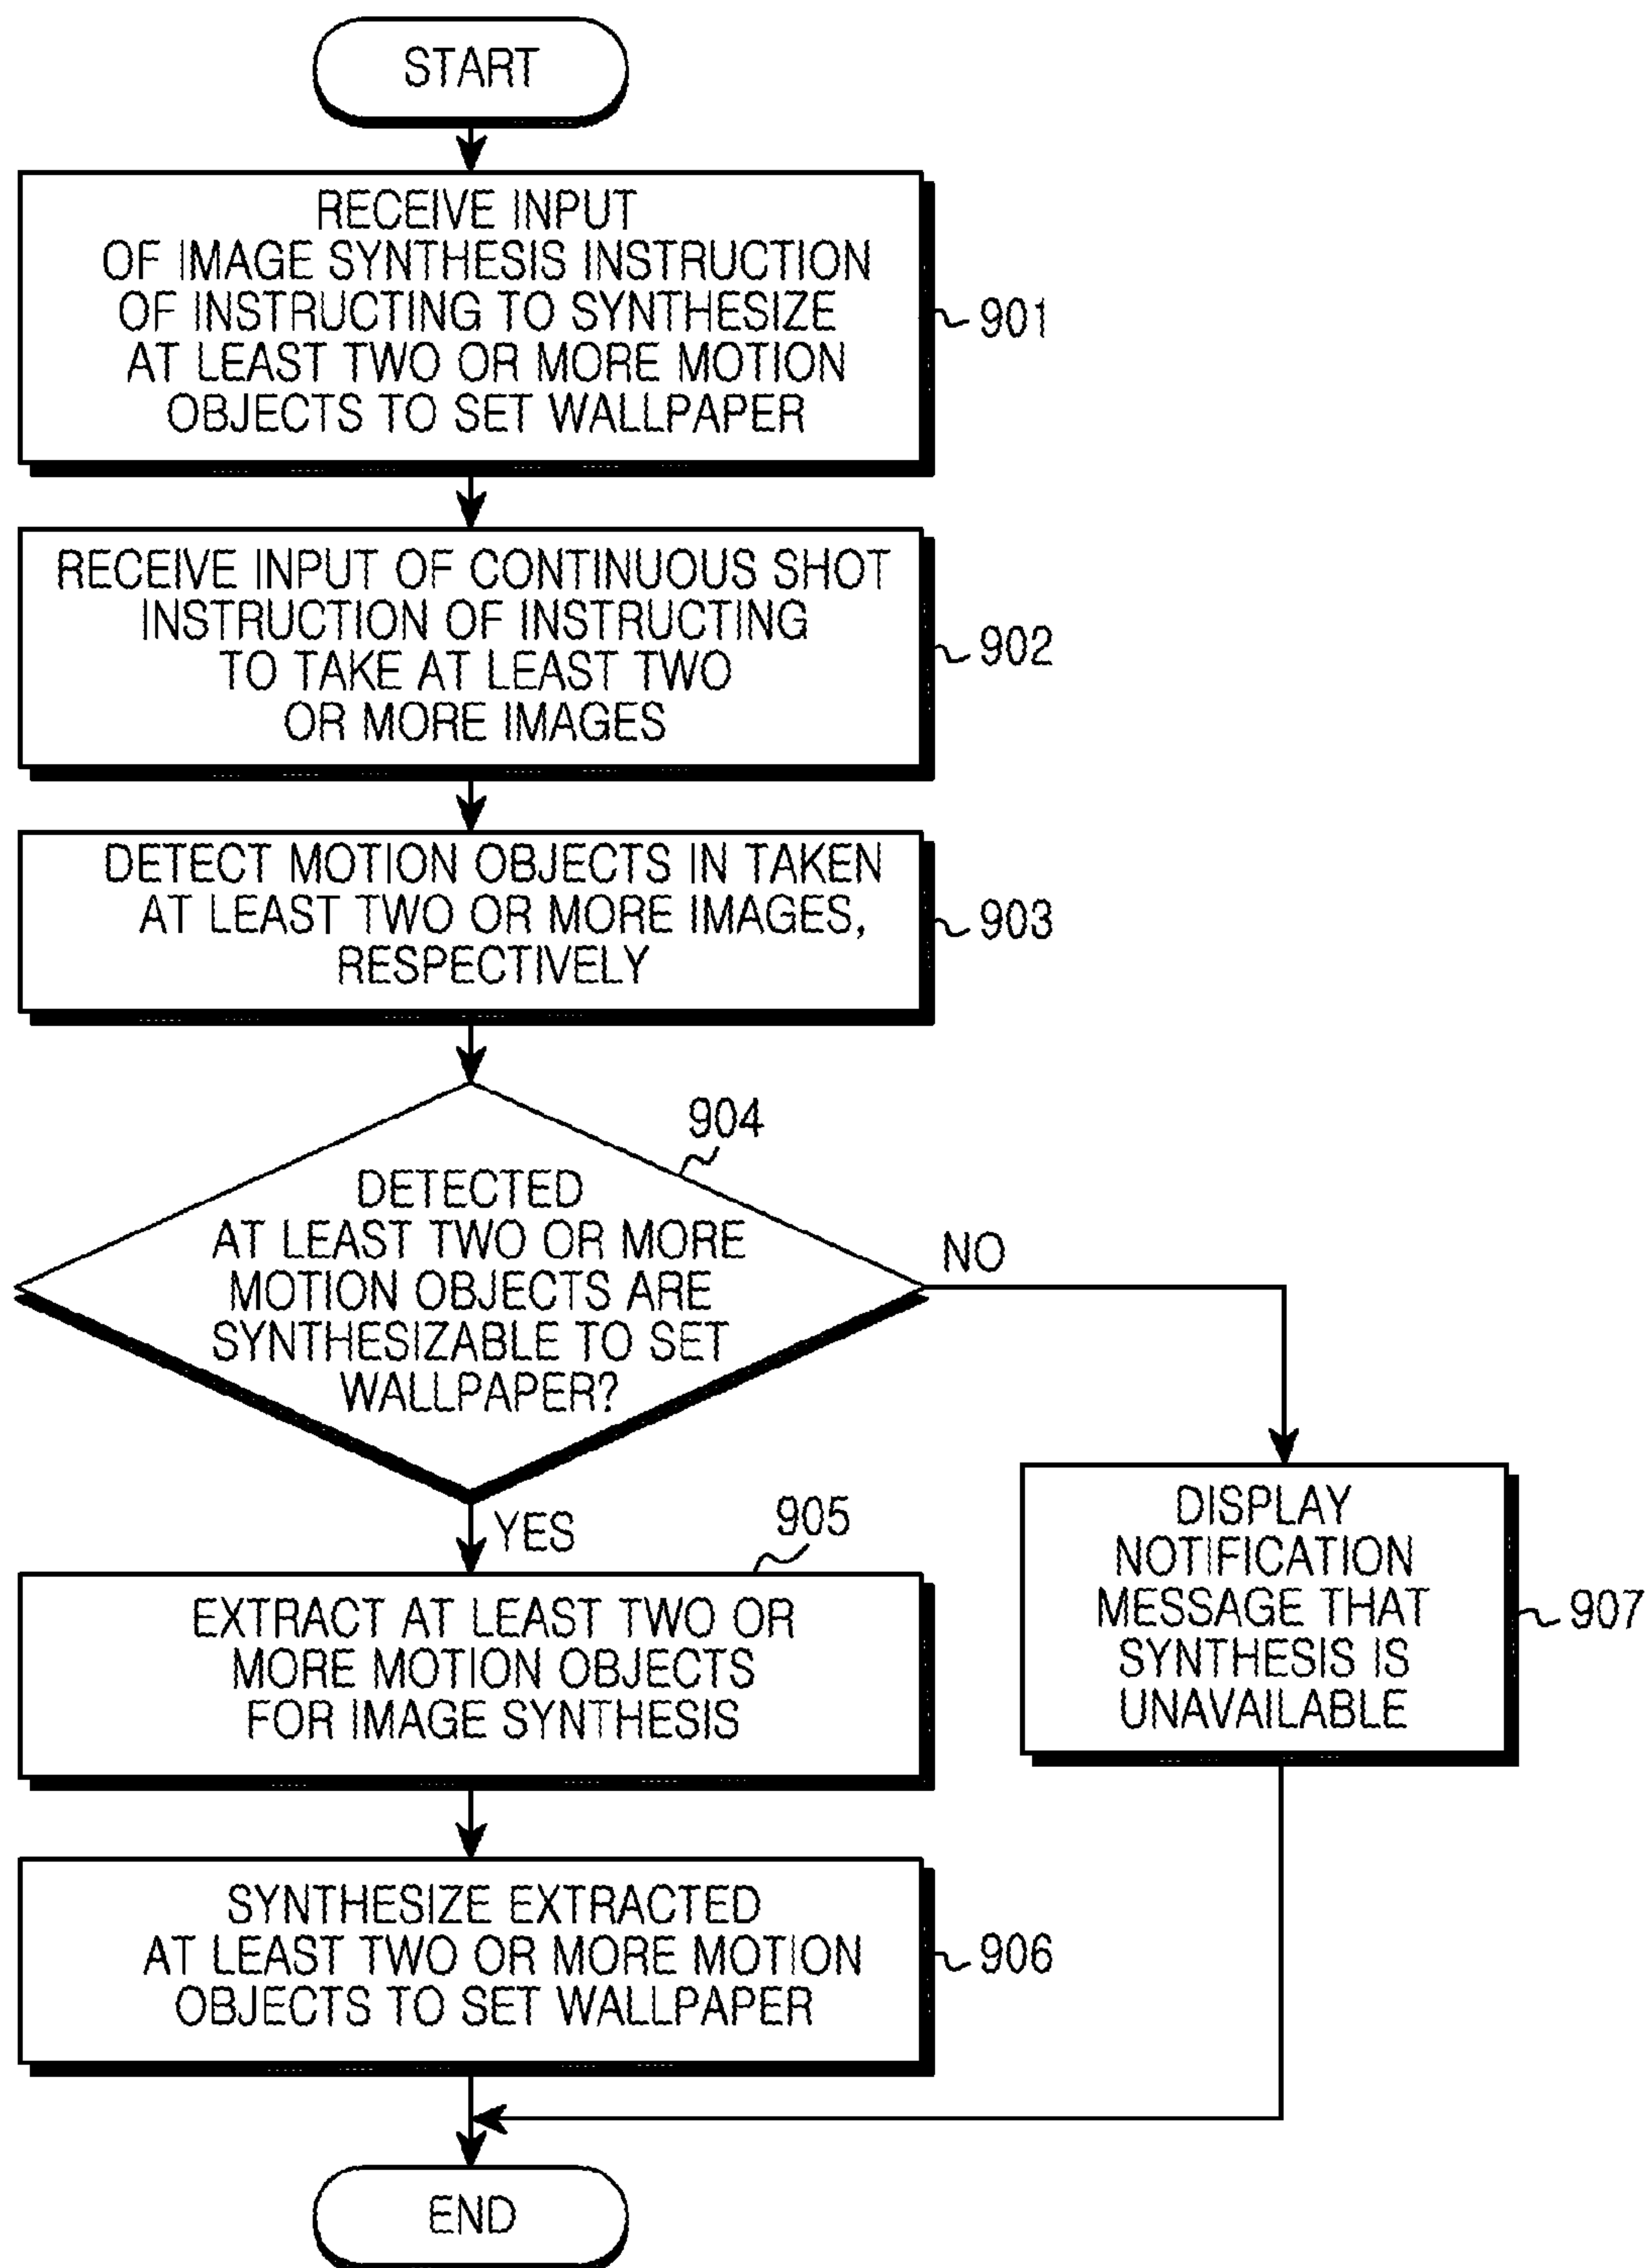 START
RECEIVE INPUT
OF IMAGE SYNTHESIS INSTRUCTION
OF INSTRUCTING TO SYNTHESIZE
AT LEAST TWO OR MORE MOTION
OBJECTS TO SET WALLPAPER
901
RECEIVE INPUT OF CONTINUOUS SHOT
INSTRUCTION OF INSTRUCTING
TO TAKE AT LEAST TWO
OR MORE IMAGES
902
DETECT MOTION OBJECTS IN TAKEN
AT LEAST TWO OR MORE IMAGES,
RESPECTIVELY
903
904
DETECTED
AT LEAST TWO OR MORE
MOTION OBJECTS ARE
SYNTHESIZABLE TO SET
WALLPAPER?
NO
YES
905
EXTRACT AT LEAST TWO OR
MORE MOTION OBJECTS
FOR IMAGE SYNTHESIS
DISPLAY
NOTIFICATION
MESSAGE THAT
SYNTHESIS IS
UNAVAILABLE
907
SYNTHESIZE EXTRACTED
AT LEAST TWO OR MORE MOTION
OBJECTS TO SET WALLPAPER
906
END